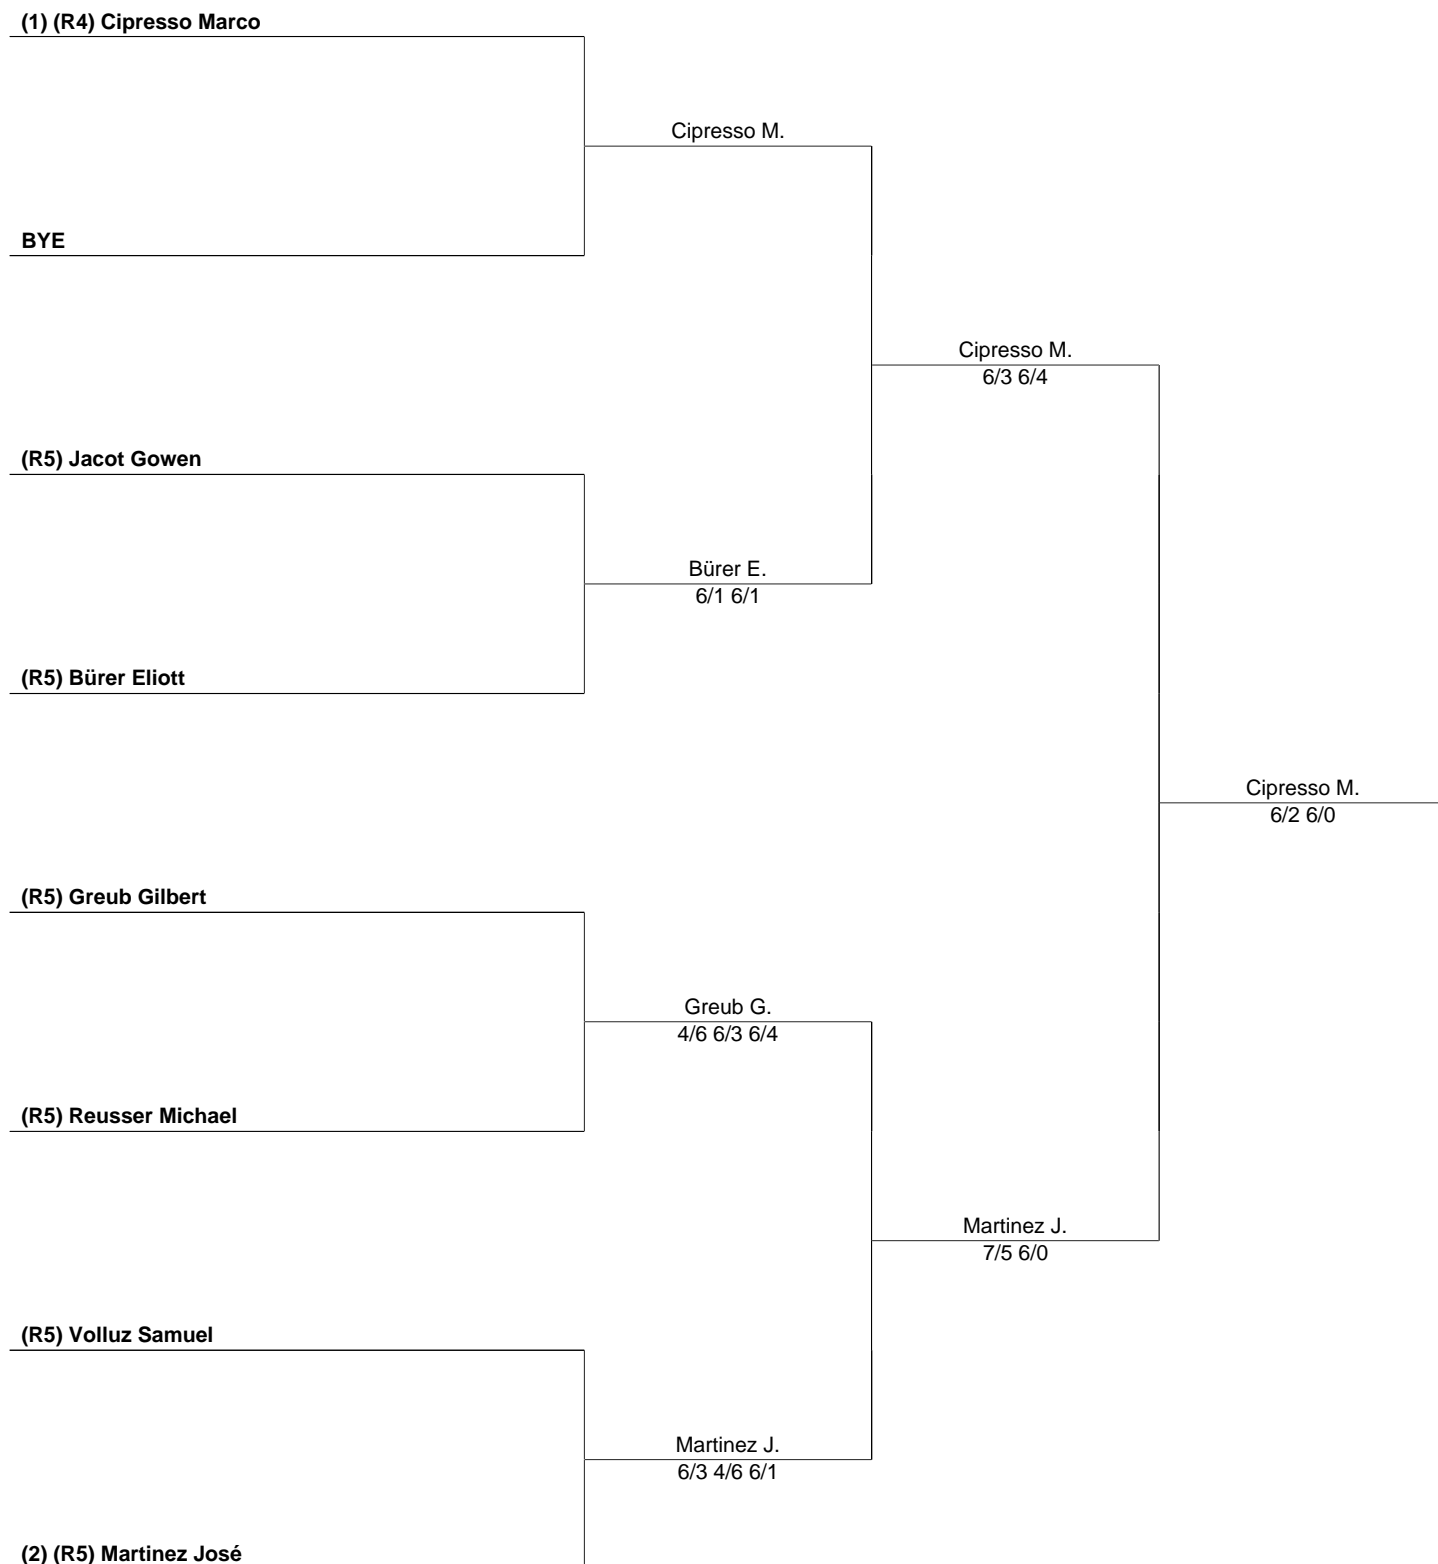 (1) (R4) Cipresso Marco
Cipresso M.
BYE
Cipresso M.
6/3 6/4
(R5) Jacot Gowen
Bürer E.
6/1 6/1
(R5) Bürer Eliott
Cipresso M.
6/2 6/0
(R5) Greub Gilbert
Greub G.
4/6 6/3 6/4
(R5) Reusser Michael
Martinez J.
7/5 6/0
(R5) Volluz Samuel
Martinez J.
6/3 4/6 6/1
(2) (R5) Martinez José